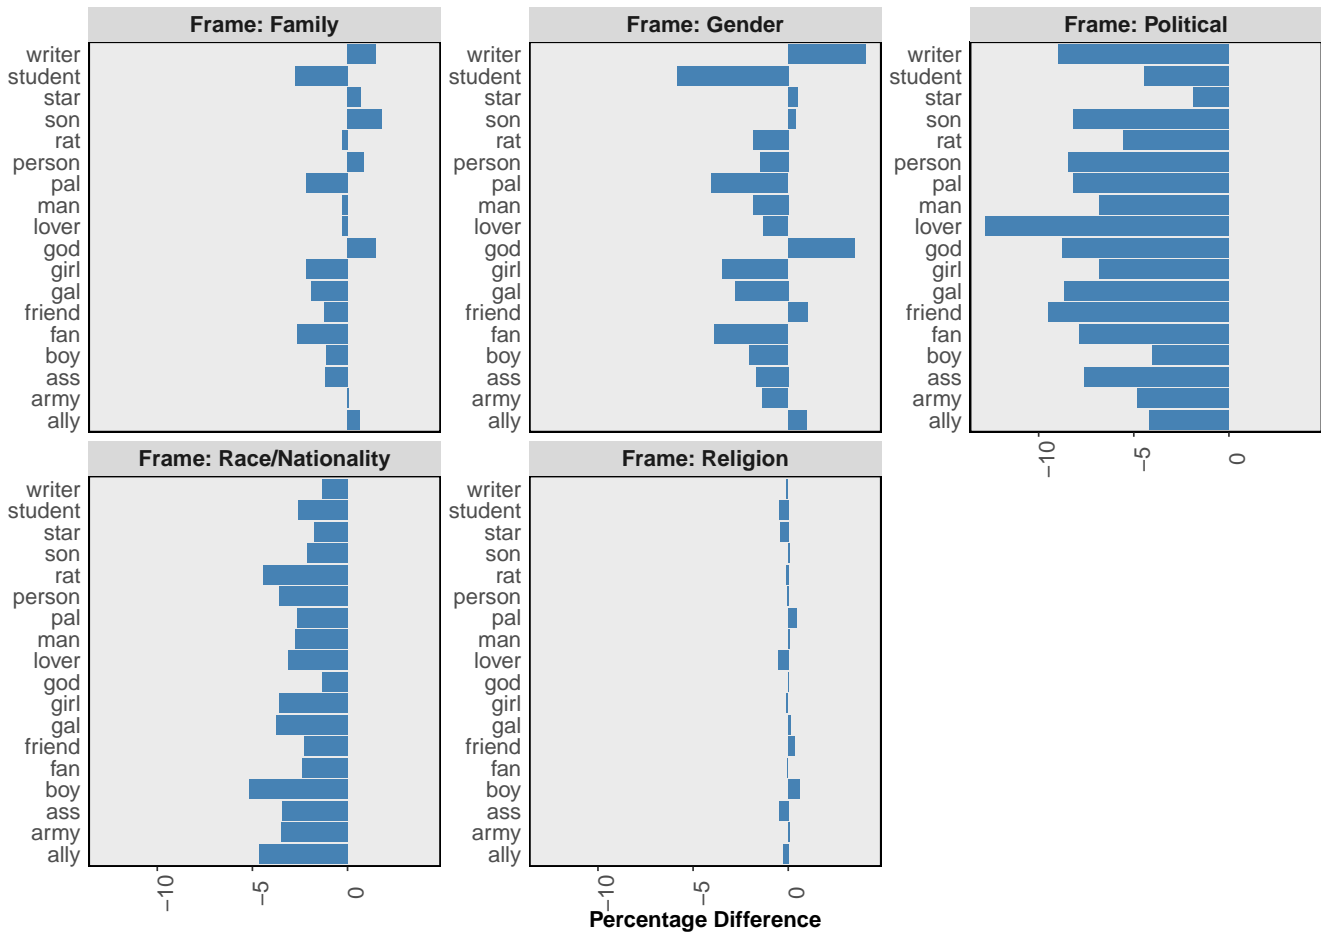 Frame: Family
Frame: Gender
Frame: Political
writer
student
star
son
rat
person
pal
man
lover
god
girl
gal
friend
fan
boy
ass
army
ally
writer
student
star
son
rat
person
pal
man
lover
god
girl
gal
friend
fan
boy
ass
army
ally
writer
student
star
son
rat
person
pal
man
lover
god
girl
gal
friend
fan
boy
ass
army
ally
−10
−5
0
Frame: Race/Nationality
Frame: Religion
writer
student
star
son
rat
person
pal
man
lover
god
girl
gal
friend
fan
boy
ass
army
ally
writer
student
star
son
rat
person
pal
man
lover
god
girl
gal
friend
fan
boy
ass
army
ally
−10
−5
0
−10
−5
0
Percentage Difference